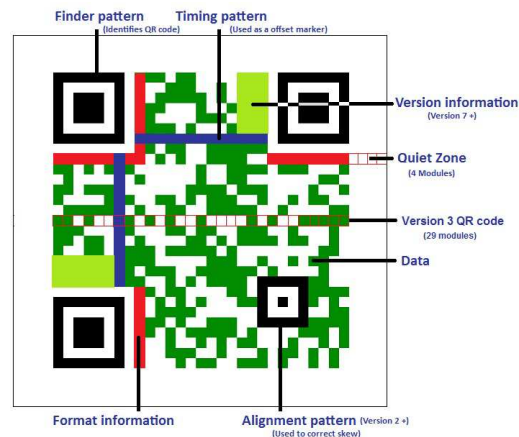 Finder pattern
(Identifies QR code)
Timing pattern
(Used as a offset marker)
Version information
(Version 7 +)
Quiet Zone
(4 Modules)
Version 3 QR code
(29 modules)
Data
Format information
Alignment pattern (Version 2 +)
(Used to correct skew)